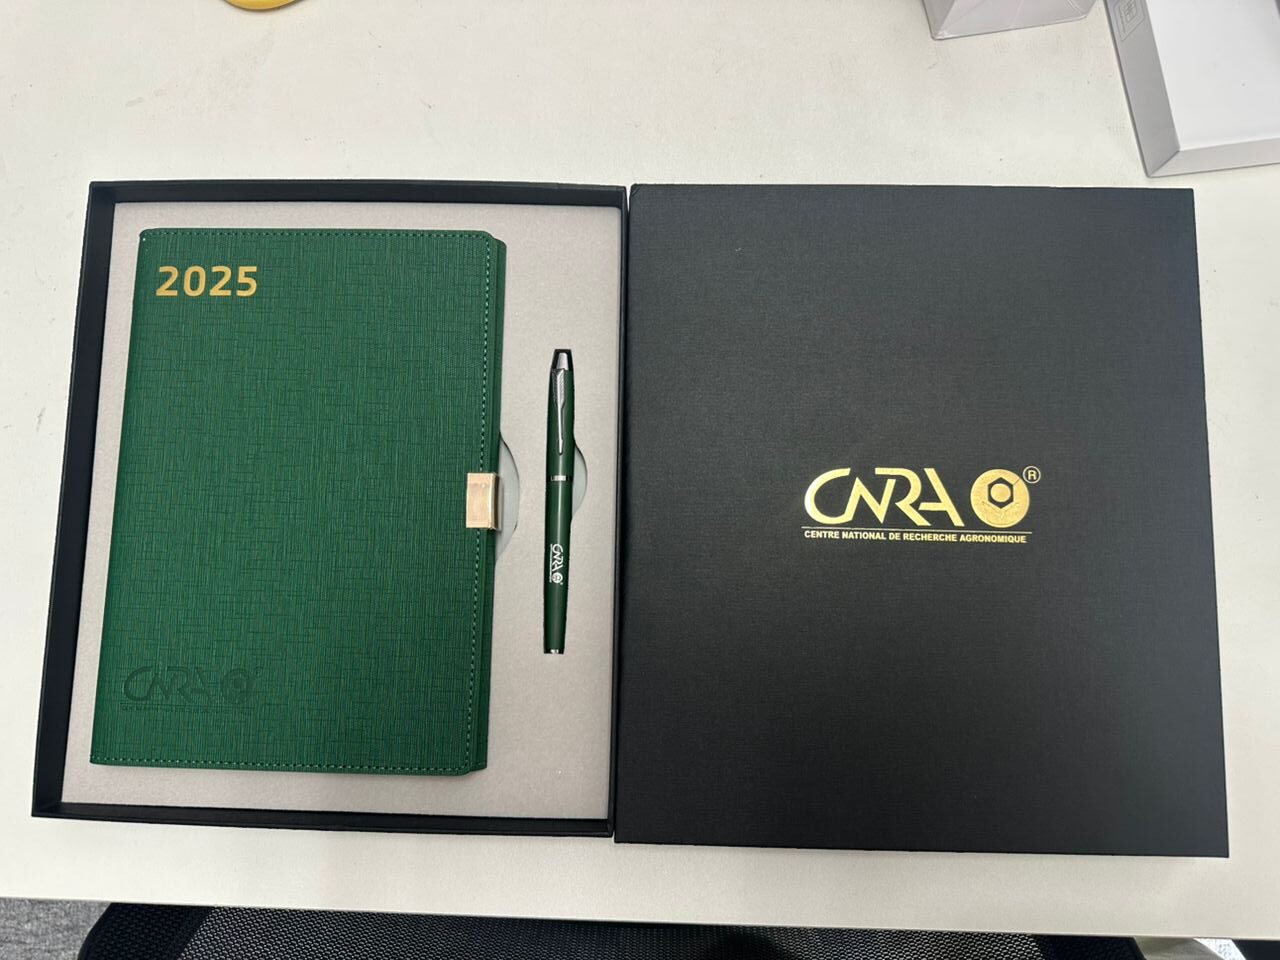 2025
CNRA
CNRA
CNRA ®
CENTRE NATIONAL DE RECHERCHE AGRONOMIQUE